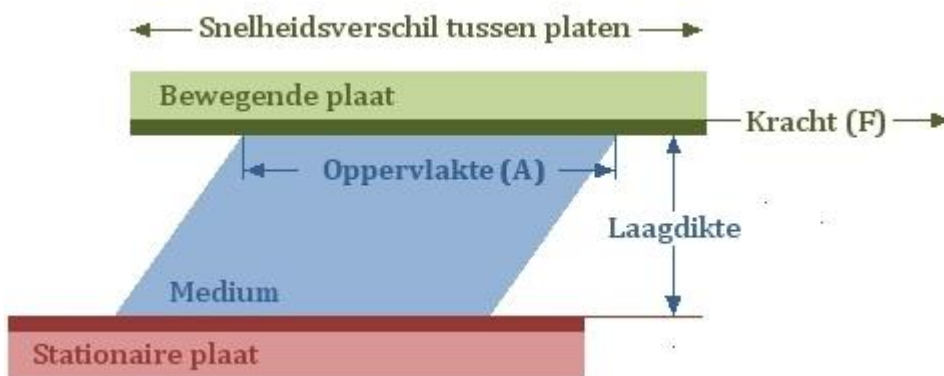 Snelheidsverschil tussen platen
Bewegende plaat
Kracht (F)
Oppervlakte (A)
Laagdikte
Medium
Stationaire plaat